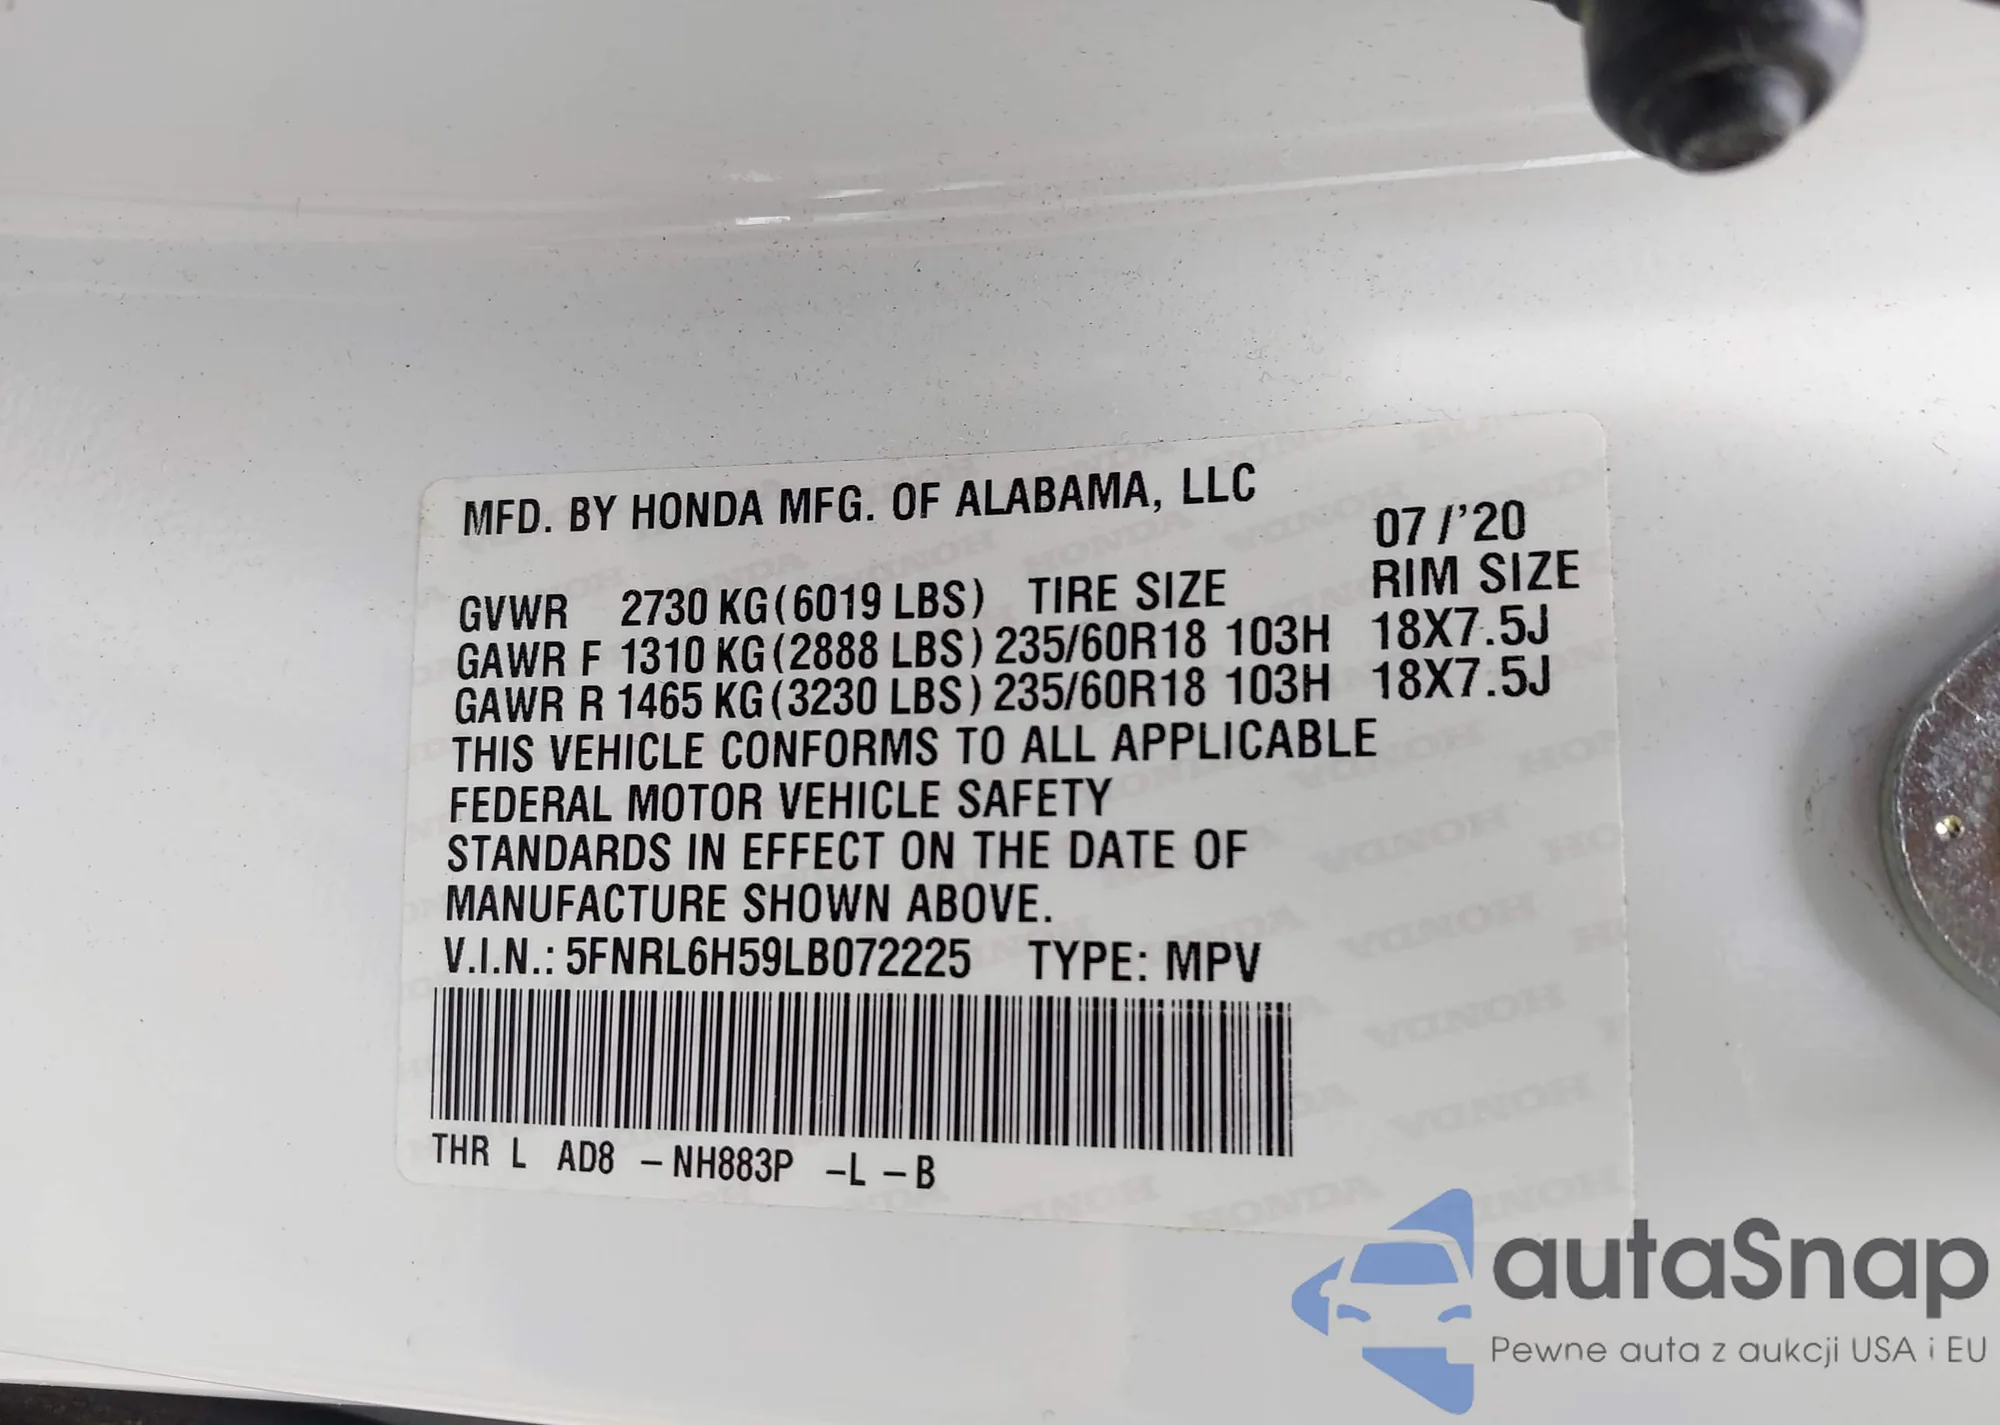 MFD. BY HONDA MFG. OF ALABAMA, LLC
07/'20
GVWR 2730 KG(6019 LBS) TIRE SIZE RIM SIZE
GAWR F 1310 KG(2888 LBS) 235/60R18 103H 18X7.5J
GAWR R 1465 KG(3230 LBS) 235/60R18 103H 18X7.5J
THIS VEHICLE CONFORMS TO ALL APPLICABLE
FEDERAL MOTOR VEHICLE SAFETY
STANDARDS IN EFFECT ON THE DATE OF
MANUFACTURE SHOWN ABOVE.
V.I.N.: 5FNRL6H59LB072225 TYPE: MPV
THR L AD8 -NH883P -L -B
autaSnap
Pewne auta z aukcji USA i EU